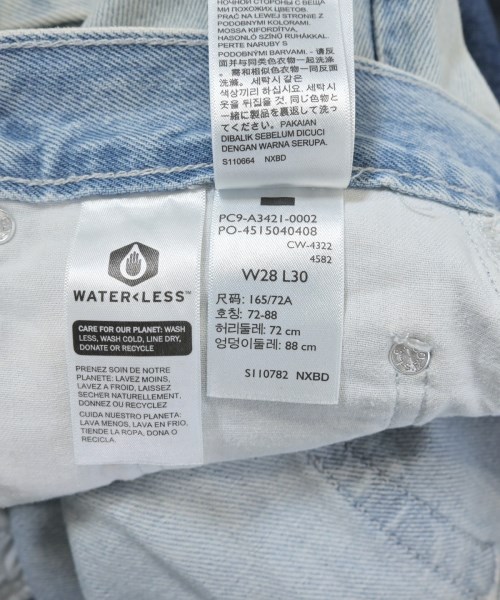 НОЧНОЙ СТОРОНЫ С ВЕЩА
МИ ПОХОЖИХ ЦВЕТОВ.
PRAĆ NA LEWEJ STRONIE Z
PODOBNYMI KOLORAMI.
MOSSA KIFORDÍTVA,
HASONLÓ SZÍNŰ RUHÁKKAL.
PERTE NARUBY S
PODOBNÝMI BARVAMI. - 请反
面并与同类色衣物一起洗涤
。需和相似色衣物一同反面
洗滌。 세탁시 같은
색상끼리 하십시요. 세탁시
옷을 뒤집을 것. 同じ色物と
一緒に製品を裏返して洗っ
てください。PAKAIAN
DIBALIK SEBELUM DICUCI
DENGAN WARNA SERUPA.
S110664 NXBD
PC9-A3421-0002
PO-4515040408
CW-4322
4582
W28 L30
尺码: 165/72A
호칭: 72-88
허리둘레: 72 cm
엉덩이둘레: 88 cm
S110782 NXBD
WATER<LESS™
CARE FOR OUR PLANET: WASH
LESS, WASH COLD, LINE DRY,
DONATE OR RECYCLE
PRENEZ SOIN DE NOTRE
PLANETE: LAVEZ MOINS,
LAVEZ A FROID, LAISSEZ
SECHER NATURELLEMENT.
DONNEZ OU RECYCLEZ
CUIDA NUESTRO PLANETA:
LAVA MENOS, LAVA EN FRIO,
TIENDE LA ROPA, DONA O
RECICLA.